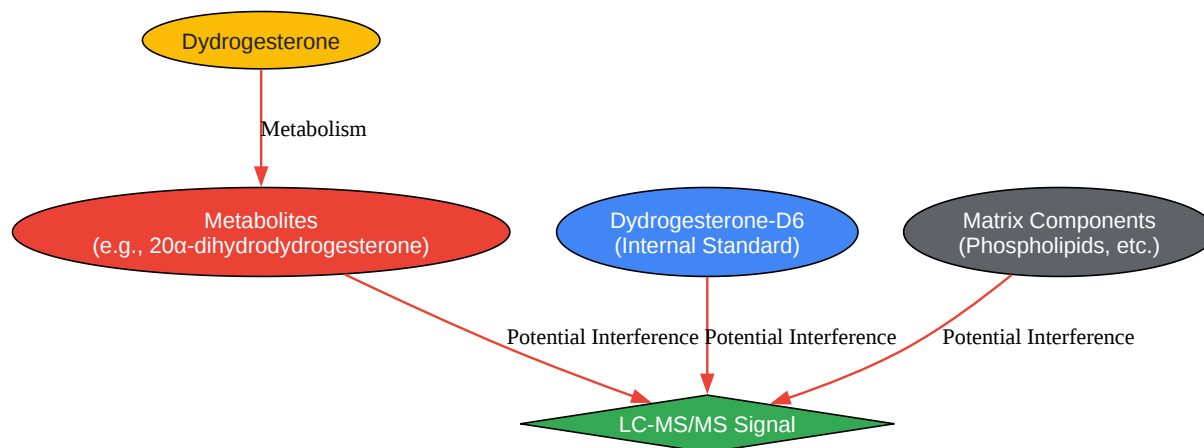 Dydrogesterone
Metabolism
Metabolites
(e.g., 20α-dihydrodydrogesterone)
Dydrogesterone-D6
(Internal Standard)
Matrix Components
(Phospholipids, etc.)
Potential Interference
Potential Interference
Potential Interference
LC-MS/MS Signal